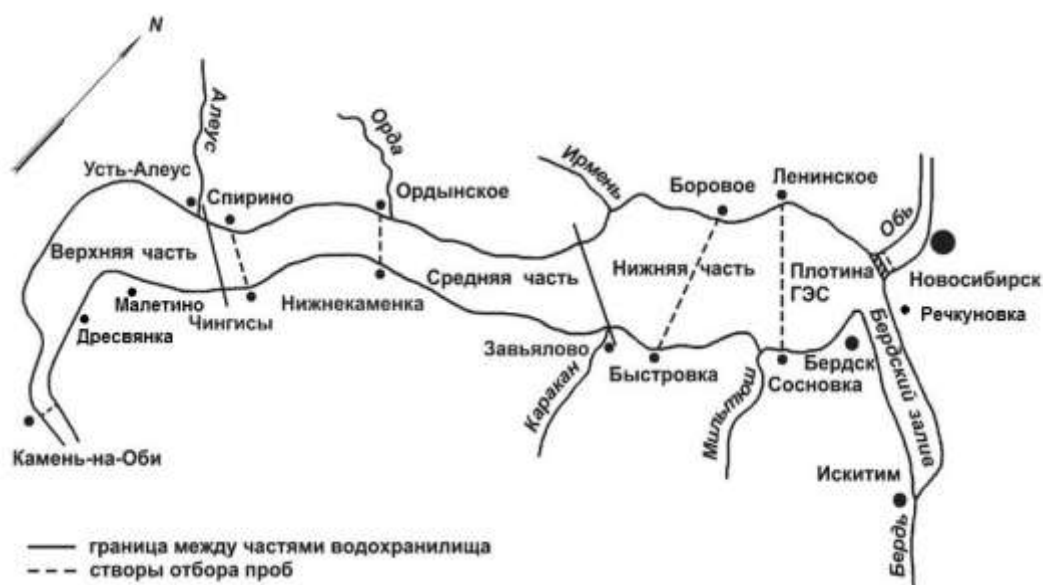 N
Алеус
Орда
Усть-Алеус
Спирино
Ордынское
Ирмень
Боровое
Ленинское
Обь
Верхняя часть
Средняя часть
Нижняя часть
Плотина
ГЭС
Новосибирск
Малетино
Чингисы
Нижнекаменка
Речкуновка
Дресвянка
Завьялово
Быстровка
Бердск
Сосновка
Каракан
Мильтюш
Бердский залив
Камень-на-Оби
Искитим
Бердь
граница между частями водохранилища
створы отбора проб